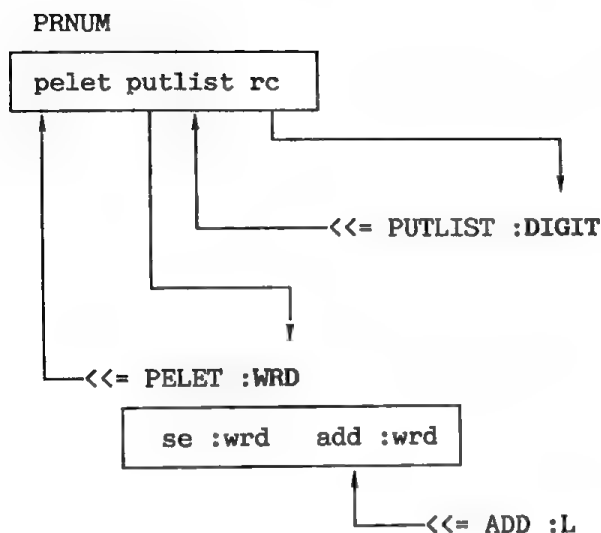 PRNUM
pelet putlist rc
<<= PUTLIST :DIGIT
<<= PELET :WRD
se :wrd add :wrd
<<= ADD :L